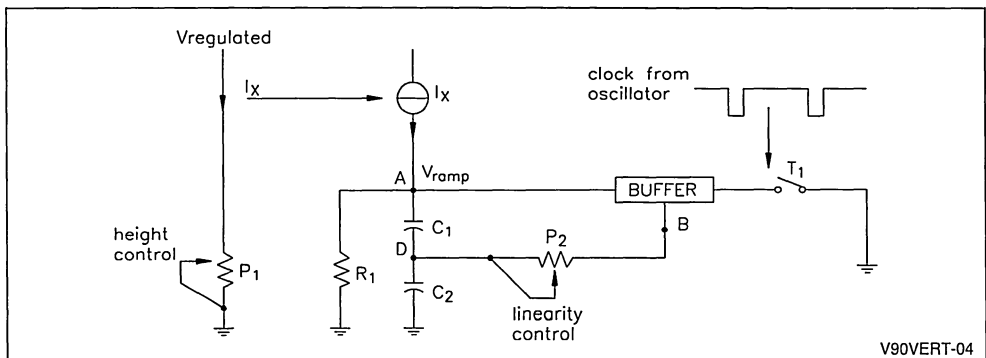 Vregulated
IX
IX
clock from
oscillator
A
Vramp
T1
BUFFER
B
C1
height
control
P1
R1
D
P2
C2
linearity
control
V90VERT-04